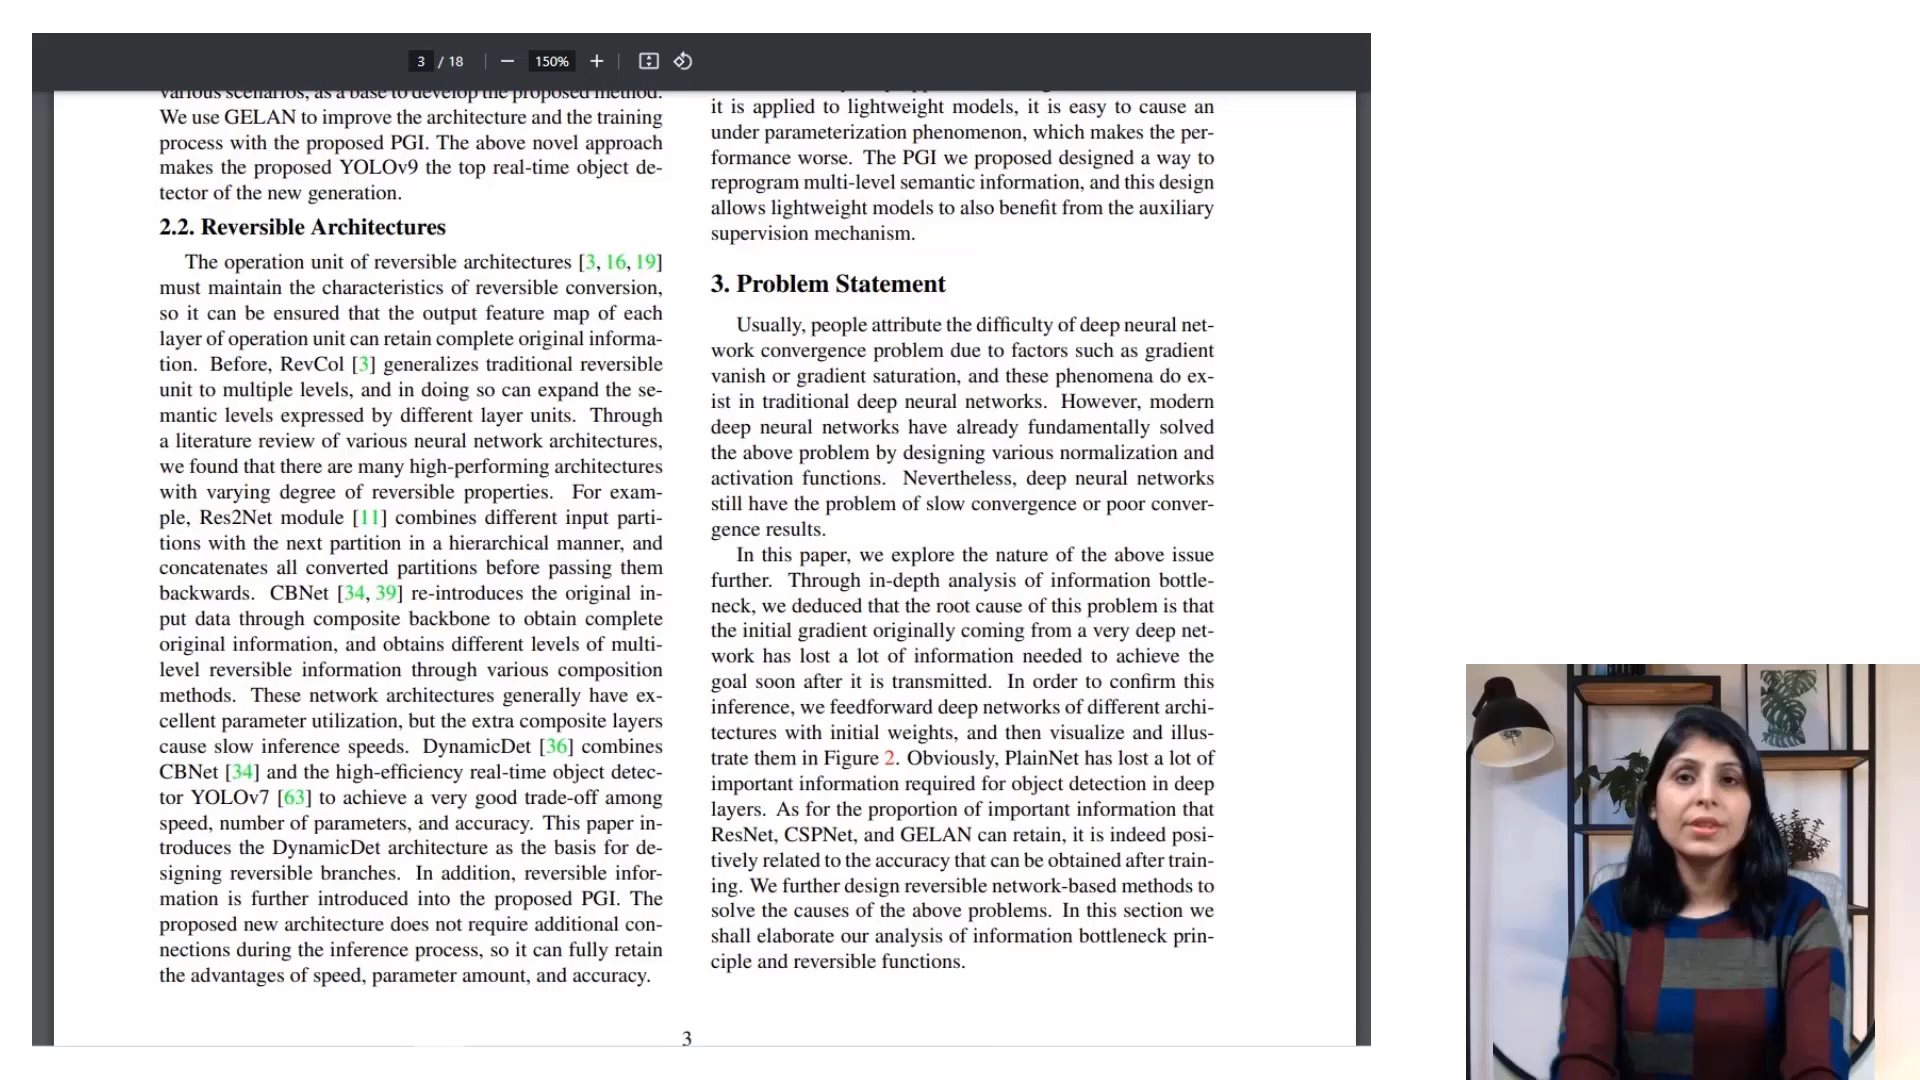 3 / 18 150%
various scenarios, as a base to develop the proposed method.
We use GELAN to improve the architecture and the training
process with the proposed PGI. The above novel approach
makes the proposed YOLOv9 the top real-time object de-
tector of the new generation.
2.2. Reversible Architectures
The operation unit of reversible architectures [3, 16, 19]
must maintain the characteristics of reversible conversion,
so it can be ensured that the output feature map of each
layer of operation unit can retain complete original informa-
tion. Before, RevCol [3] generalizes traditional reversible
unit to multiple levels, and in doing so can expand the se-
mantic levels expressed by different layer units. Through
a literature review of various neural network architectures,
we found that there are many high-performing architectures
with varying degree of reversible properties. For exam-
ple, Res2Net module [11] combines different input parti-
tions with the next partition in a hierarchical manner, and
concatenates all converted partitions before passing them
backwards. CBNet [34, 39] re-introduces the original in-
put data through composite backbone to obtain complete
original information, and obtains different levels of multi-
level reversible information through various composition
methods. These network architectures generally have ex-
cellent parameter utilization, but the extra composite layers
cause slow inference speeds. DynamicDet [36] combines
CBNet [34] and the high-efficiency real-time object detec-
tor YOLOv7 [63] to achieve a very good trade-off among
speed, number of parameters, and accuracy. This paper in-
troduces the DynamicDet architecture as the basis for de-
signing reversible branches. In addition, reversible infor-
mation is further introduced into the proposed PGI. The
proposed new architecture does not require additional con-
nections during the inference process, so it can fully retain
the advantages of speed, parameter amount, and accuracy.
it is applied to lightweight models, it is easy to cause an
under parameterization phenomenon, which makes the per-
formance worse. The PGI we proposed designed a way to
reprogram multi-level semantic information, and this design
allows lightweight models to also benefit from the auxiliary
supervision mechanism.
3. Problem Statement
Usually, people attribute the difficulty of deep neural net-
work convergence problem due to factors such as gradient
vanish or gradient saturation, and these phenomena do ex-
ist in traditional deep neural networks. However, modern
deep neural networks have already fundamentally solved
the above problem by designing various normalization and
activation functions. Nevertheless, deep neural networks
still have the problem of slow convergence or poor conver-
gence results.
In this paper, we explore the nature of the above issue
further. Through in-depth analysis of information bottle-
neck, we deduced that the root cause of this problem is that
the initial gradient originally coming from a very deep net-
work has lost a lot of information needed to achieve the
goal soon after it is transmitted. In order to confirm this
inference, we feedforward deep networks of different archi-
tectures with initial weights, and then visualize and illus-
trate them in Figure 2. Obviously, PlainNet has lost a lot of
important information required for object detection in deep
layers. As for the proportion of important information that
ResNet, CSPNet, and GELAN can retain, it is indeed posi-
tively related to the accuracy that can be obtained after train-
ing. We further design reversible network-based methods to
solve the causes of the above problems. In this section we
shall elaborate our analysis of information bottleneck prin-
ciple and reversible functions.
3